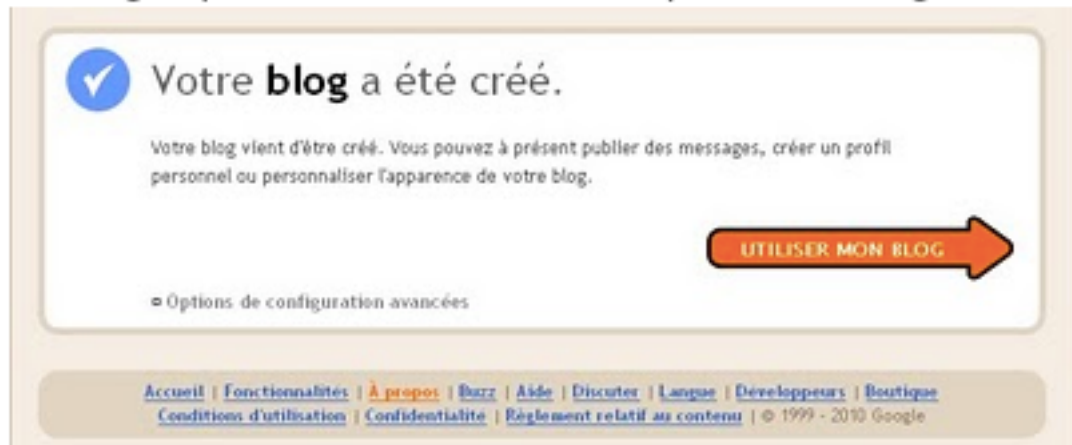 Votre blog a été créé.
Votre blog vient d'être créé. Vous pouvez à présent publier des messages, créer un profil
personnel ou personnaliser l'apparence de votre blog.
UTILISER MON BLOG
Options de configuration avancées
Accueil | Fonctionnalités | À propos | Buzz | Aide | Discuter | Langue | Développeurs | Boutique
Conditions d'utilisation | Confidentialité | Règlement relatif au contenu | © 1999 - 2010 Google